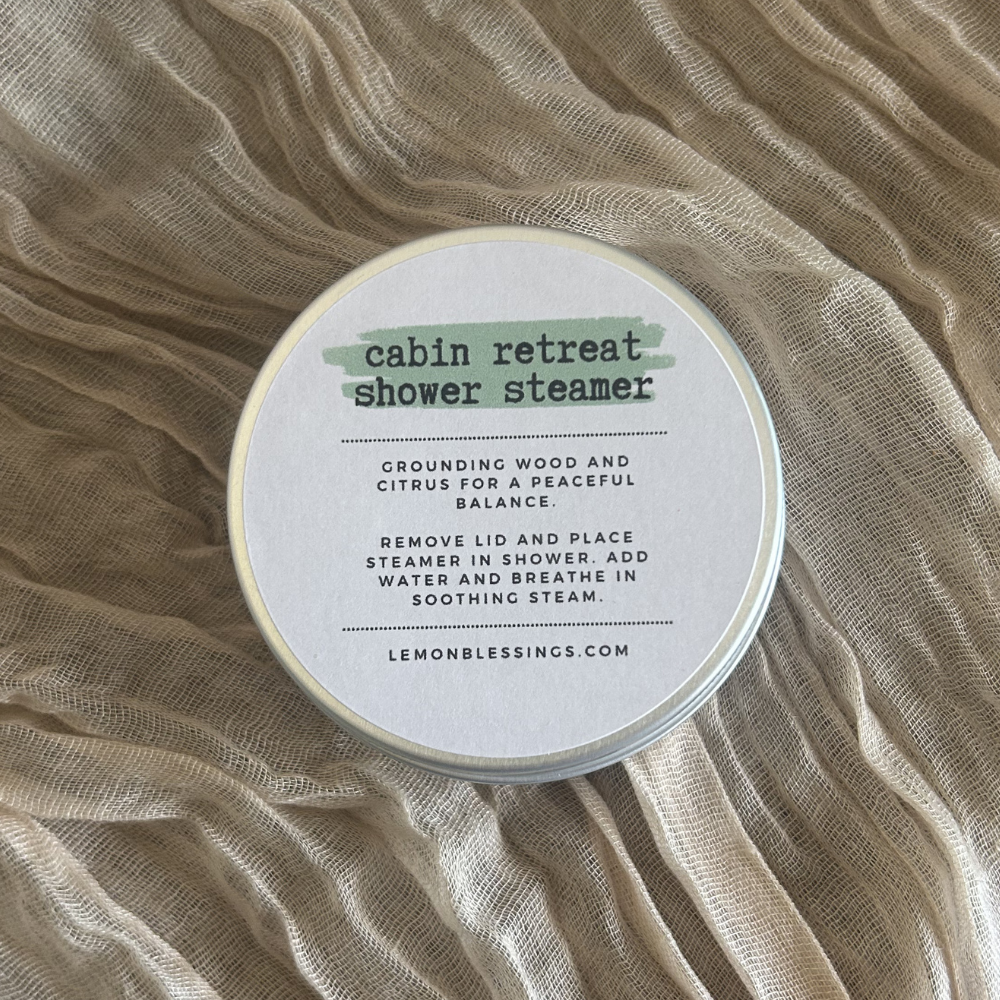 cabin retreat
shower steamer
GROUNDING WOOD AND
CITRUS FOR A PEACEFUL
BALANCE.
REMOVE LID AND PLACE
STEAMER IN SHOWER. ADD
WATER AND BREATHE IN
SOOTHING STEAM.
LEMONBLESSINGS.COM